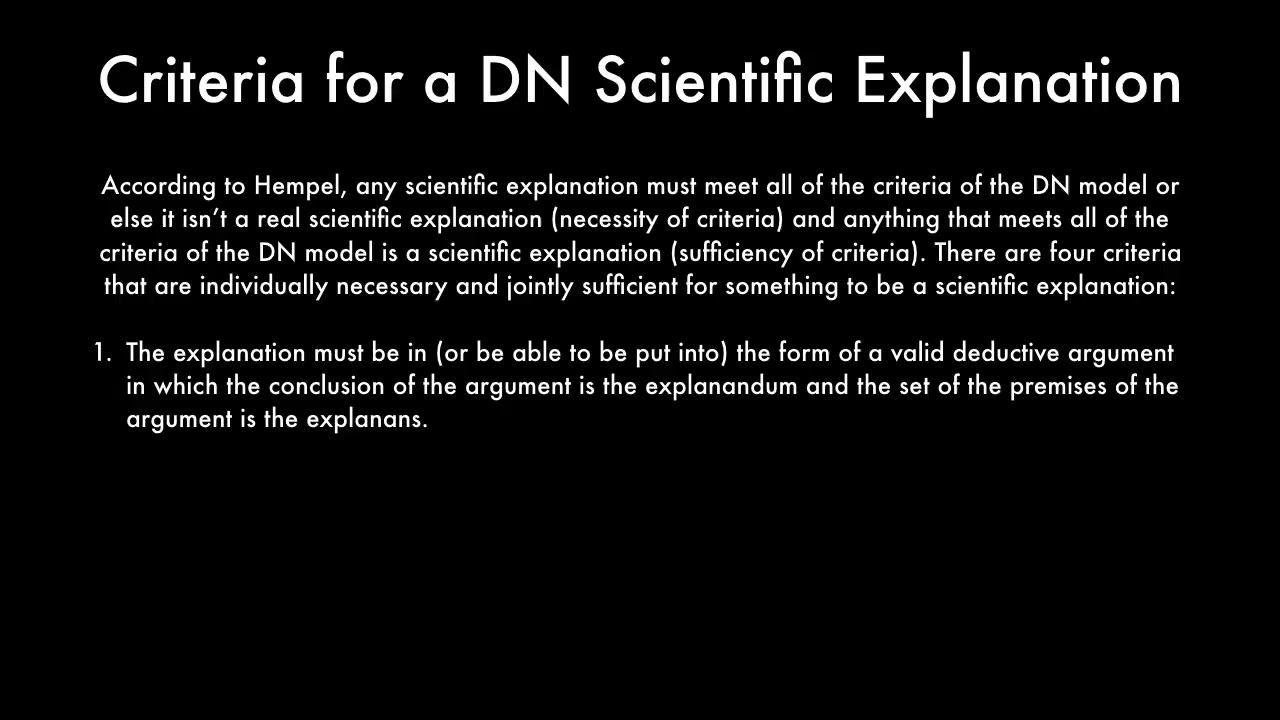 Criteria for a DN Scientific Explanation
According to Hempel, any scientific explanation must meet all of the criteria of the DN model or
else it isn’t a real scientific explanation (necessity of criteria) and anything that meets all of the
criteria of the DN model is a scientific explanation (sufficiency of criteria). There are four criteria
that are individually necessary and jointly sufficient for something to be a scientific explanation:
1. The explanation must be in (or be able to be put into) the form of a valid deductive argument
in which the conclusion of the argument is the explanandum and the set of the premises of the
argument is the explanans.